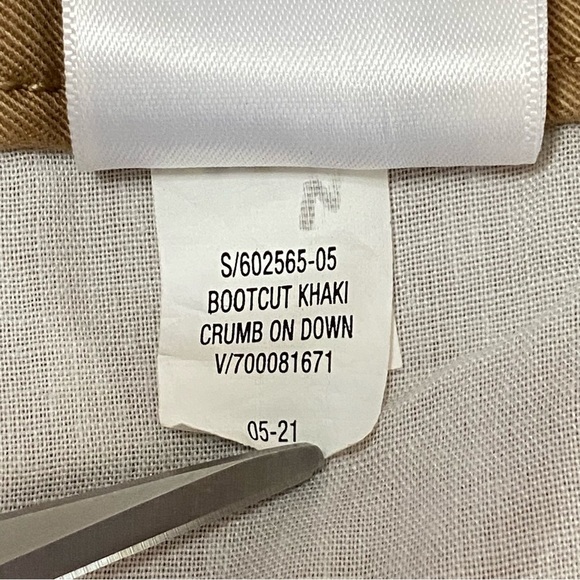 S/602565-05
BOOTCUT KHAKI
CRUMB ON DOWN
V/700081671
05-21